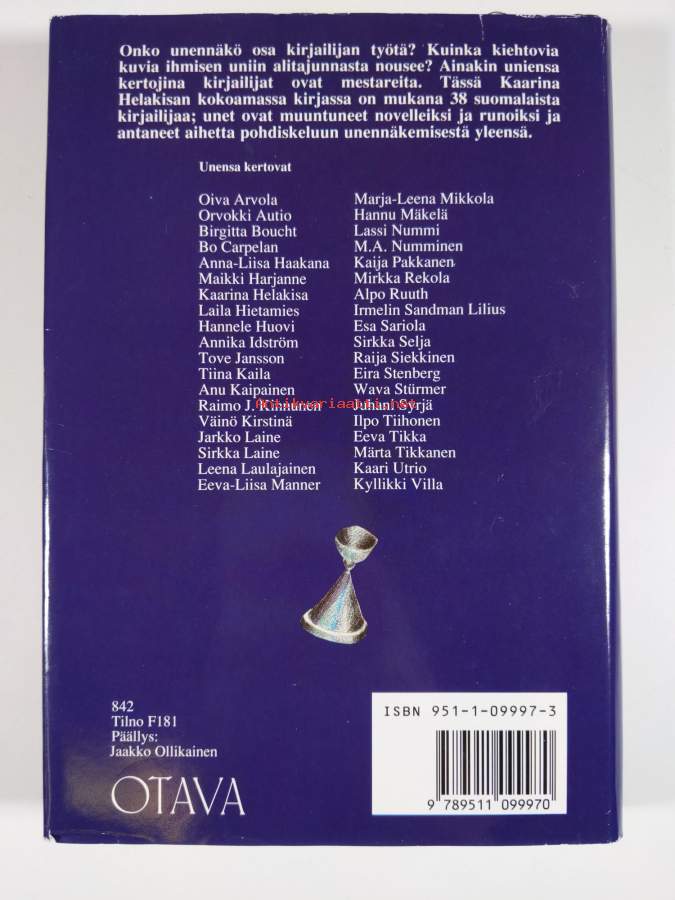 Onko unennäkö osa kirjailijan työtä? Kuinka kiehtovia
kuvia ihmisen uniin alitajunnasta nousee? Ainakin uniensa
kertojina kirjailijat ovat mestareita. Tässä Kaarina
Helakisan kokoamassa kirjassa on mukana 38 suomalaista
kirjailijaa; unet ovat muuntuneet novelleiksi ja runoiksi ja
antaneet aihetta pohdiskeluun unennäkemisestä yleensä.
Unensa kertovat
Oiva Arvola
Orvokki Autio
Birgitta Boucht
Bo Carpelan
Anna-Liisa Haakana
Maikki Harjanne
Kaarina Helakisa
Laila Hietamies
Hannele Huovi
Annika Idström
Tove Jansson
Tiina Kaila
Anu Kaipainen
Raimo J. Kinnunen
Väinö Kirstinä
Jarkko Laine
Sirkka Laine
Leena Laulajainen
Eeva-Liisa Manner
Marja-Leena Mikkola
Hannu Mäkelä
Lassi Nummi
M.A. Numminen
Kaija Pakkanen
Mirkka Rekola
Alpo Ruuth
Irmelin Sandman Lilius
Esa Sariola
Sirkka Selja
Raija Siekkinen
Eira Stenberg
Wava Stürmer
Juhani Syrjä
Ilpo Tiihonen
Eeva Tikka
Märta Tikkanen
Kaari Utrio
Kyllikki Villa
Antikvariaatti.net
842
Tilno F181
Päällys:
Jaakko Ollikainen
OTAVA
ISBN 951-1-09997-3
9 789511 099970